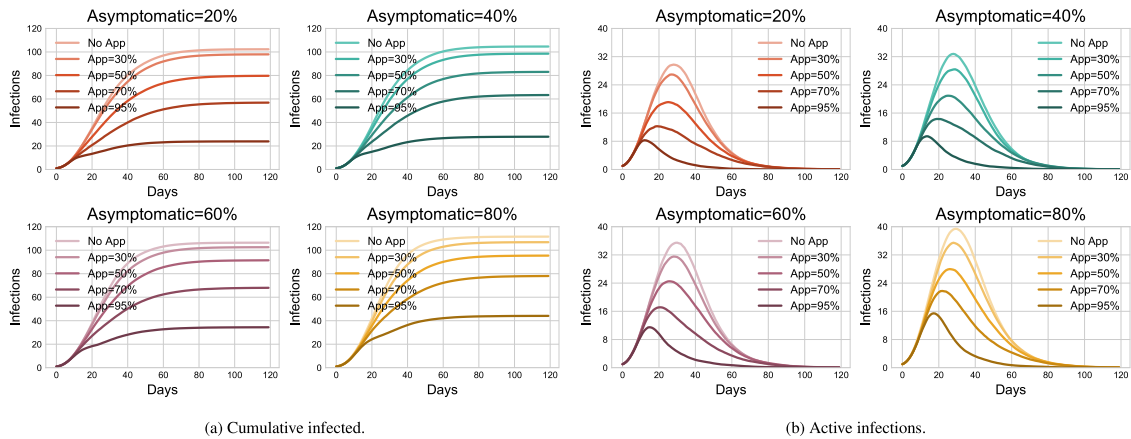 Asymptomatic=20%
Infections
120
100
80
60
40
20
0
No App
App=30%
App=50%
App=70%
App=95%
0 20 40 60 80 100 120
Days
Asymptomatic=40%
Infections
120
100
80
60
40
20
0
No App
App=30%
App=50%
App=70%
App=95%
0 20 40 60 80 100 120
Days
Asymptomatic=60%
Infections
120
100
80
60
40
20
0
No App
App=30%
App=50%
App=70%
App=95%
0 20 40 60 80 100 120
Days
Asymptomatic=80%
Infections
120
100
80
60
40
20
0
No App
App=30%
App=50%
App=70%
App=95%
0 20 40 60 80 100 120
Days
(a) Cumulative infected.
Asymptomatic=20%
Infections
40
32
24
16
8
0
No App
App=30%
App=50%
App=70%
App=95%
0 20 40 60 80 100 120
Days
Asymptomatic=40%
Infections
40
32
24
16
8
0
No App
App=30%
App=50%
App=70%
App=95%
0 20 40 60 80 100 120
Days
Asymptomatic=60%
Infections
40
32
24
16
8
0
No App
App=30%
App=50%
App=70%
App=95%
0 20 40 60 80 100 120
Days
Asymptomatic=80%
Infections
40
32
24
16
8
0
No App
App=30%
App=50%
App=70%
App=95%
0 20 40 60 80 100 120
Days
(b) Active infections.